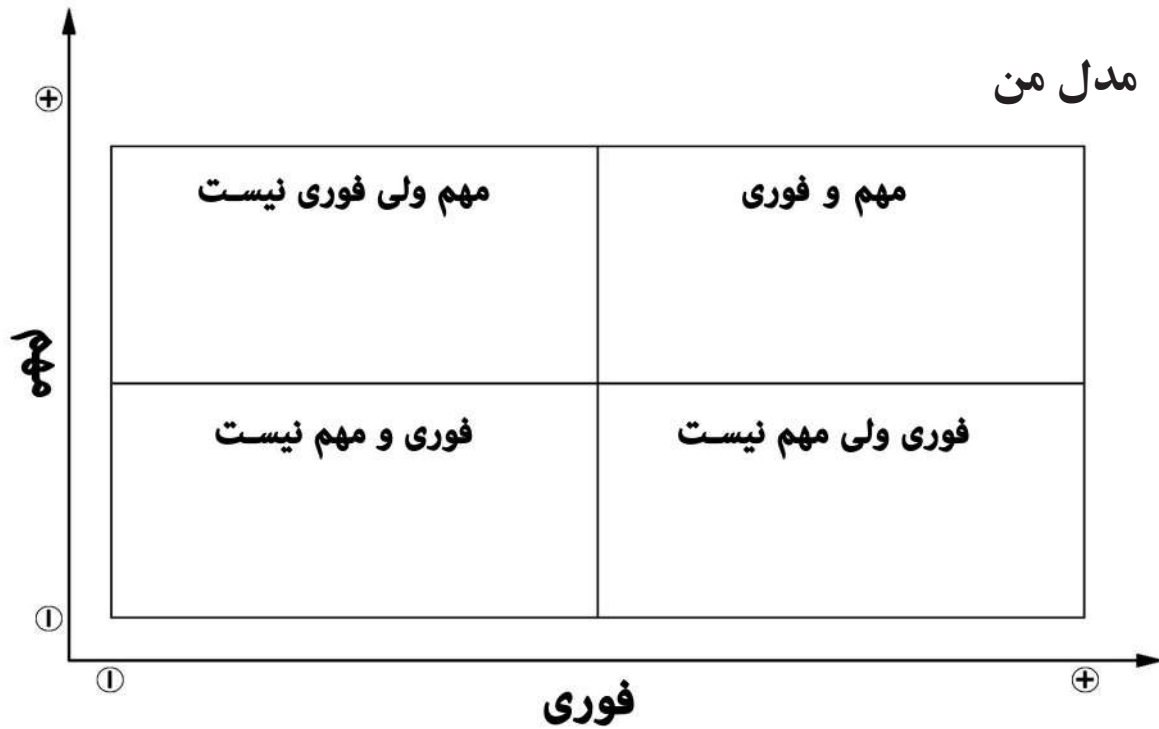 مدل من
مهم و فوری
مهم ولی فوری نیست
مهم
فوری ولی مهم نیست
فوری و مهم نیست
فوری